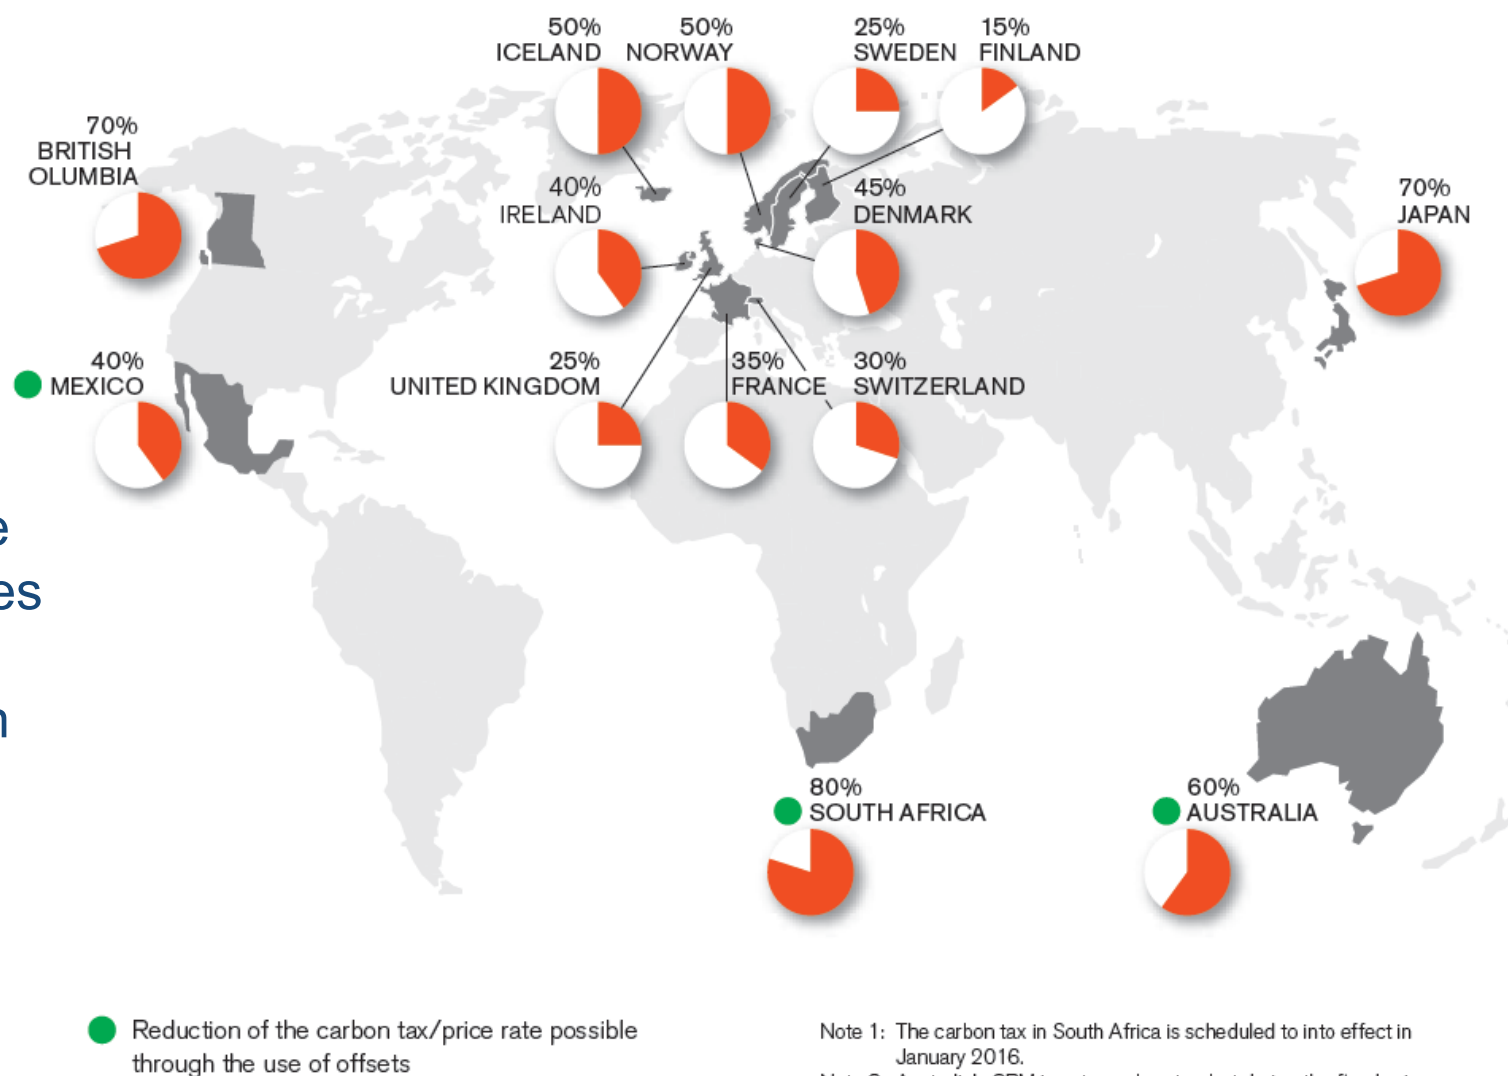 50%
ICELAND
50%
NORWAY
25%
SWEDEN
15%
FINLAND
70%
BRITISH
OLUMBIA
40%
IRELAND
45%
DENMARK
70%
JAPAN
40%
MEXICO
25%
UNITED KINGDOM
35%
FRANCE
30%
SWITZERLAND
e
es
n
80%
SOUTH AFRICA
60%
AUSTRALIA
Reduction of the carbon tax/price rate possible
through the use of offsets
Note 1: The carbon tax in South Africa is scheduled to into effect in
January 2016.